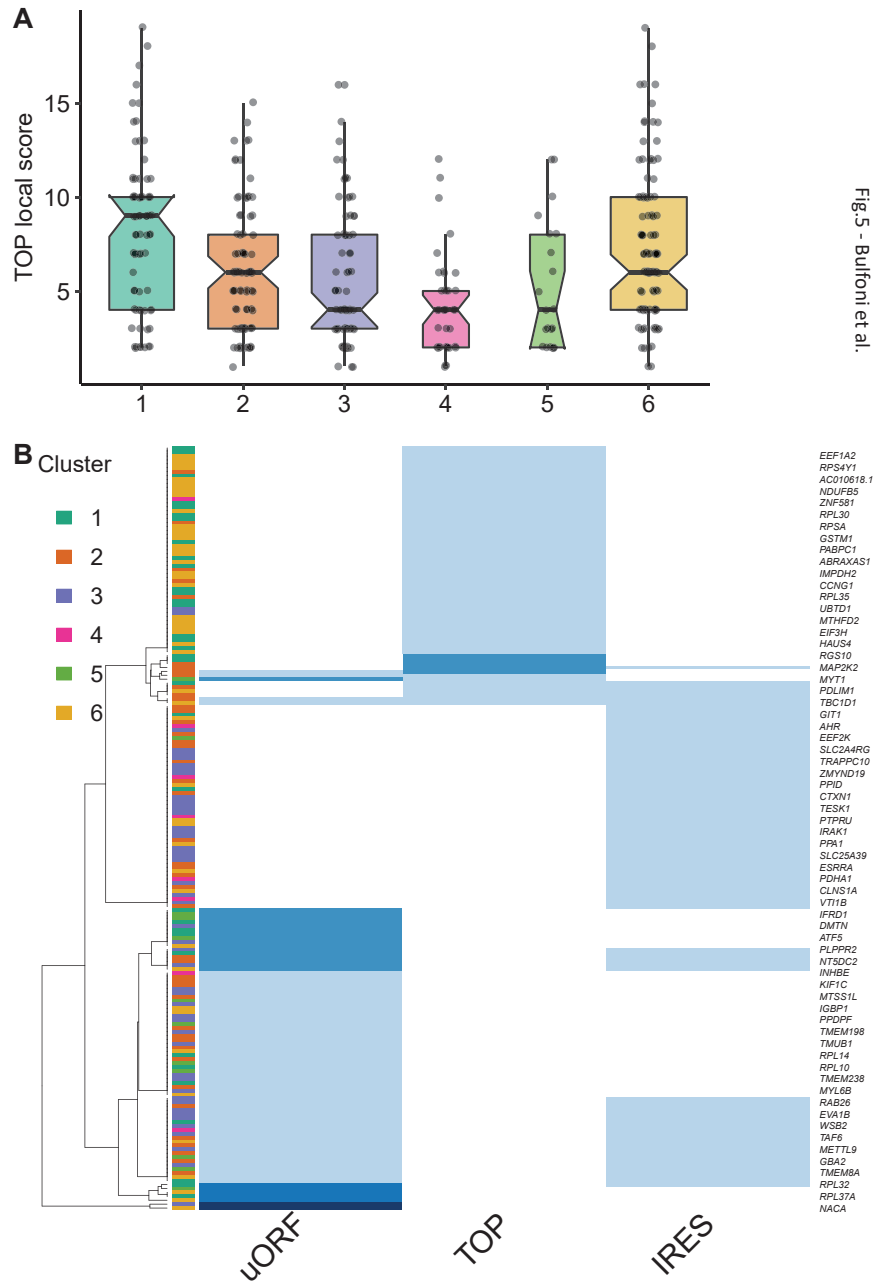 A
TOP local score
15
10
5
1 2 3 4 5 6
Fig.5 - Bulfoni et al.
B
Cluster
1
2
3
4
5
6
EEF1A2
RPS4Y1
AC010618.1
NDUFB5
ZNF581
RPL30
RPSA
GSTM1
PABPC1
ABRAXAS1
IMPDH2
CCNG1
RPL35
UBTD1
MTHFD2
EIF3H
HAUS4
RGS10
MAP2K2
MYT1
PDLIM1
TBC1D1
GIT1
AHR
EEF2K
SLC2A4RG
TRAPPC10
ZMYND19
PPID
CTXN1
TESK1
PTPRU
IRAK1
PPA1
SLC25A39
ESRRA
PDHA1
CLNS1A
VTI1B
IFRD1
DMTN
ATF5
PLPPR2
NT5DC2
INHBE
KIF1C
MTSS1L
IGBP1
PPDPF
TMEM198
TMUB1
RPL14
RPL10
TMEM238
MYL6B
RAB26
EVA1B
WSB2
TAF6
METTL9
GBA2
TMEM8A
RPL32
RPL37A
NACA
uORF TOP IRES